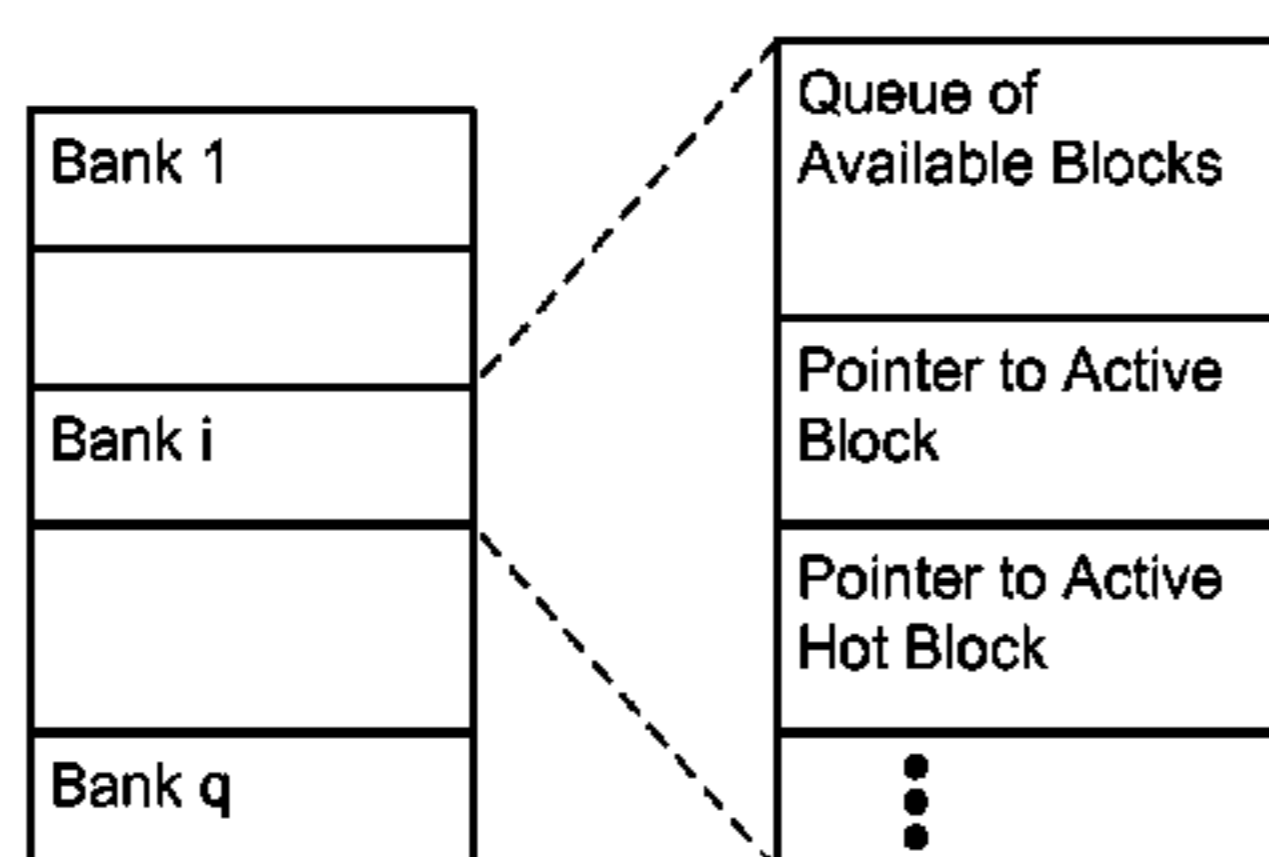 Bank 1
Bank i
Bank q
Queue of
Available Blocks
Pointer to Active
Block
Pointer to Active
Hot Block